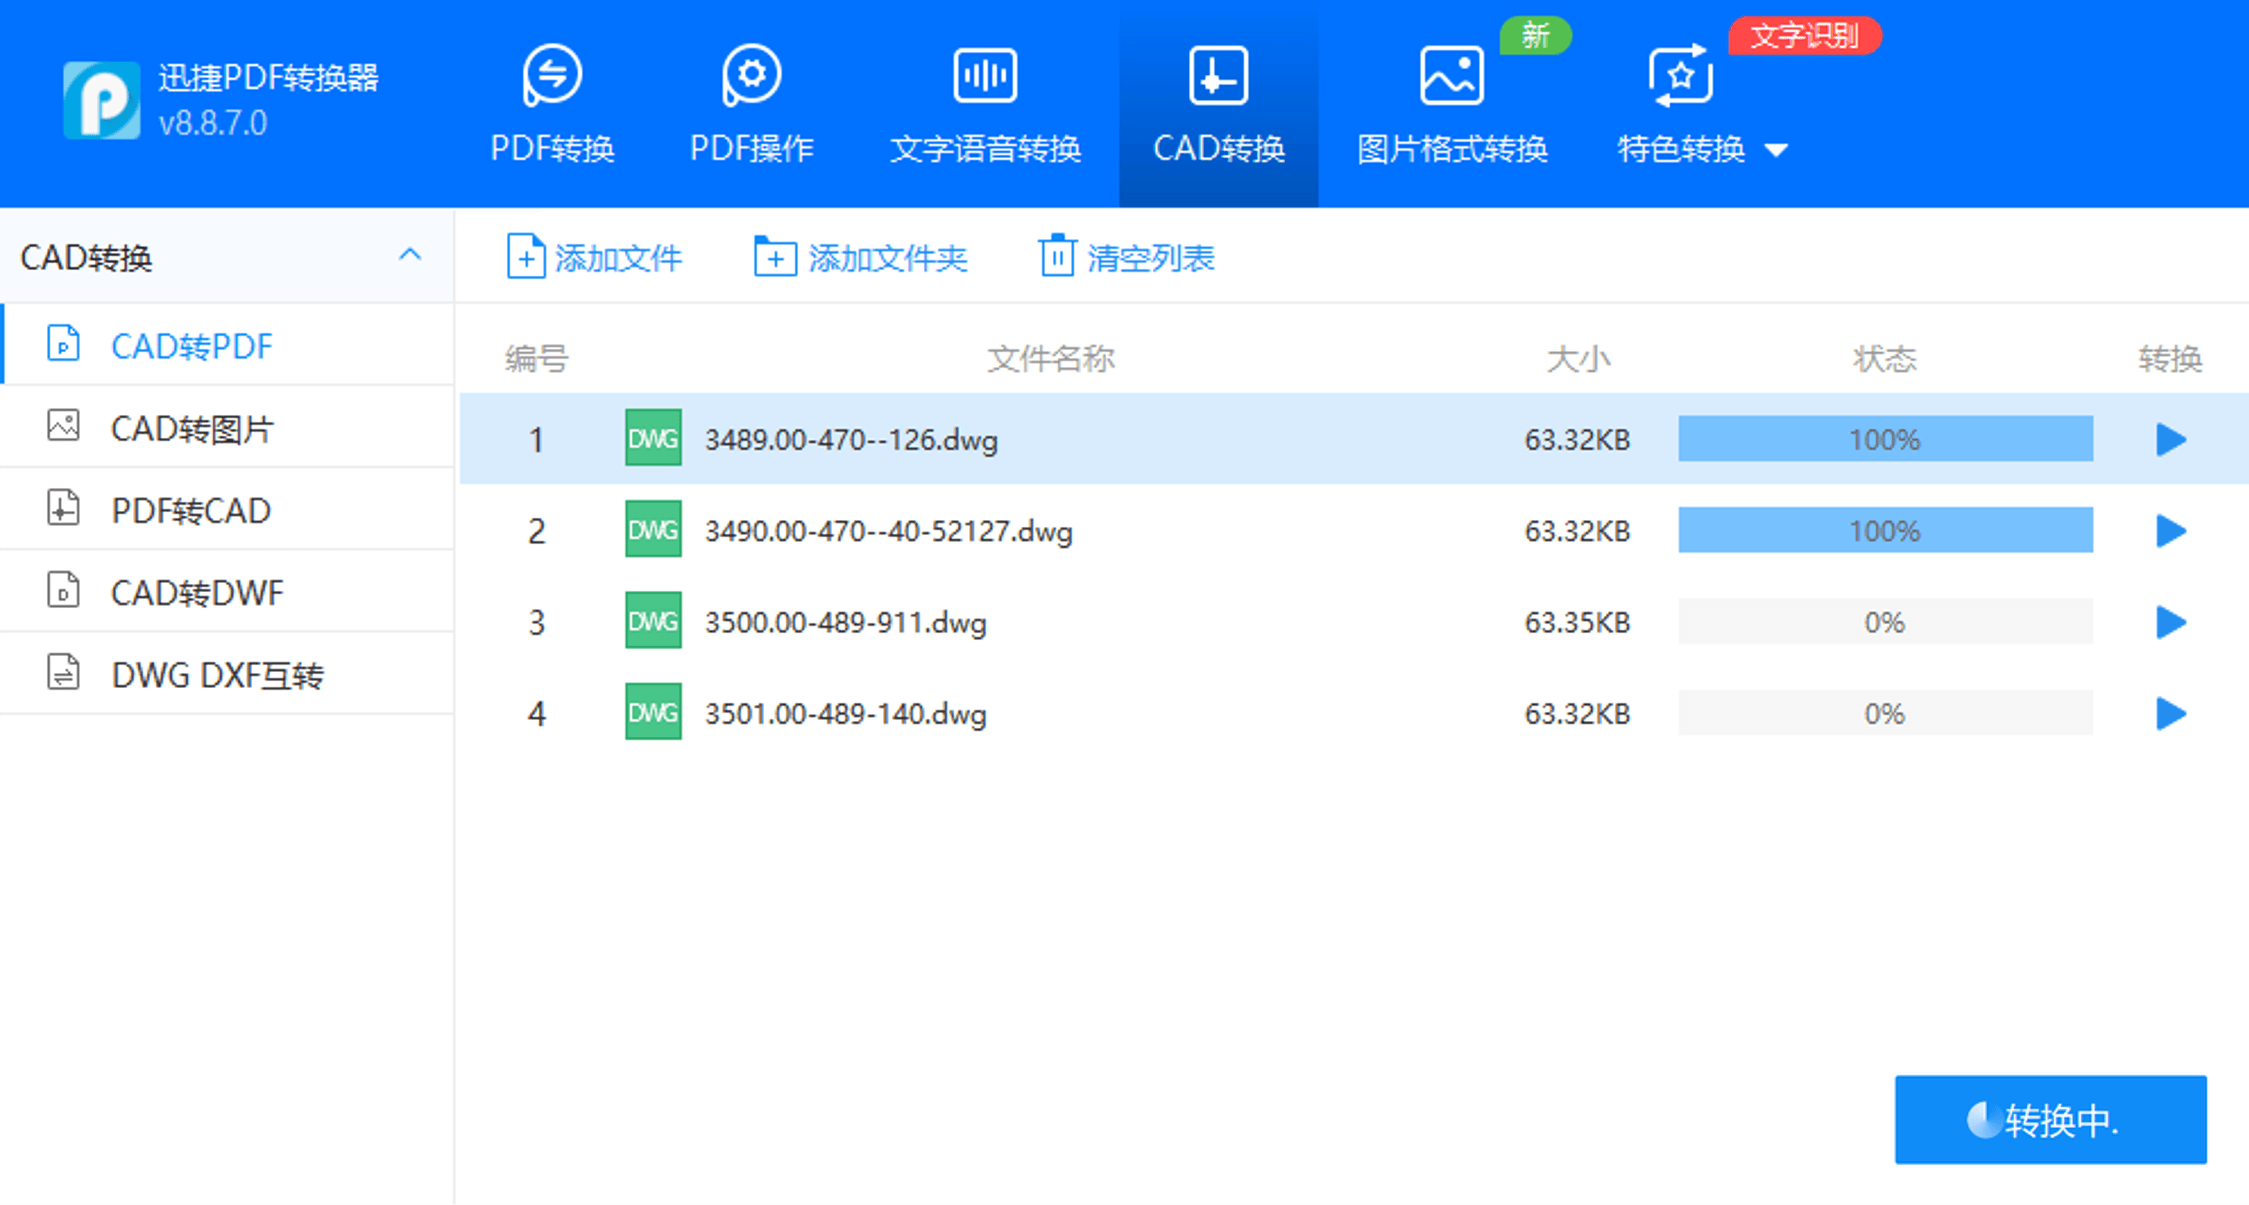 迅捷PDF转换器
v8.8.7.0
PDF转换
PDF操作
文字语音转换
CAD转换
图片格式转换
新
特色转换
文字识别
CAD转换
CAD转PDF
CAD转图片
PDF转CAD
CAD转DWF
DWG DXF互转
添加文件 添加文件夹 清空列表
编号 文件名称 大小 状态 转换
1 DWG 3489.00-470--126.dwg 63.32KB 100%
2 DWG 3490.00-470--40-52127.dwg 63.32KB 100%
3 DWG 3500.00-489-911.dwg 63.35KB 0%
4 DWG 3501.00-489-140.dwg 63.32KB 0%
转换中.